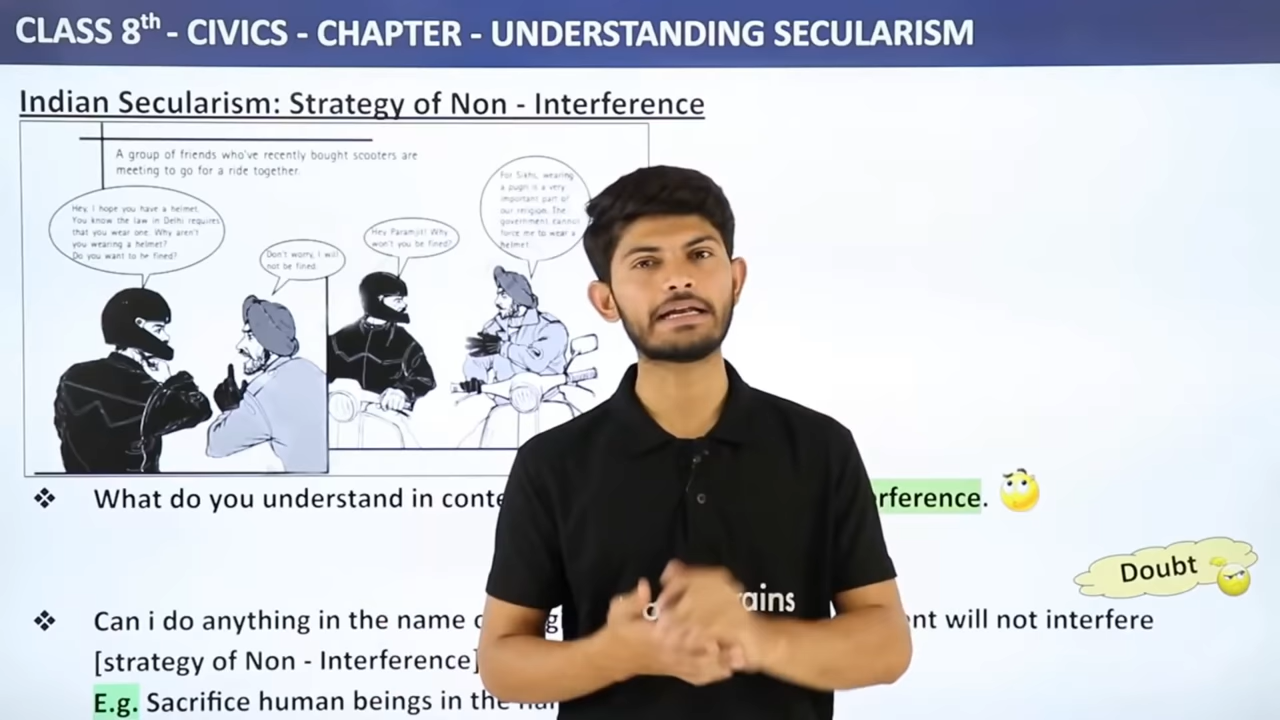 CLASS 8th - CIVICS - CHAPTER - UNDERSTANDING SECULARISM
Indian Secularism: Strategy of Non - Interference
A group of friends who've recently bought scooters are
meeting to go for a ride together.
Hey, I hope you have a helmet.
You know the law in Delhi requires
that you wear one. Why aren't
you wearing a helmet?
Do you want to be fined?
Don't worry, I will
not be fined.
Hey Paramjit! Why
won't you be fined?
For Sikhs, wearing
a pugri is a very
important part of
our religion. The
government cannot
force me to wear a
helmet.
❖ What do you understand in conte rference.
Doubt
❖ Can i do anything in the name nt will not interfere
[strategy of Non - Interference]
E.g. Sacrifice human beings in the
ains